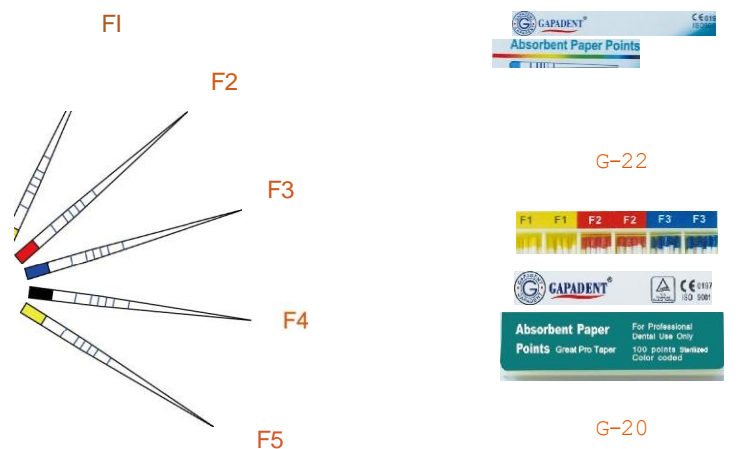 FI
F2
F3
F4
F5
GAPADENT®
CE 0197
Absorbent Paper Points
G-22
F1 F1 F2 F2 F3 F3
GAPADENT®
CE 0197
ISO 9001
Absorbent Paper
Points Great Pro Taper
For Professional
Dental Use Only
100 points Sterilized
Color coded
G-20